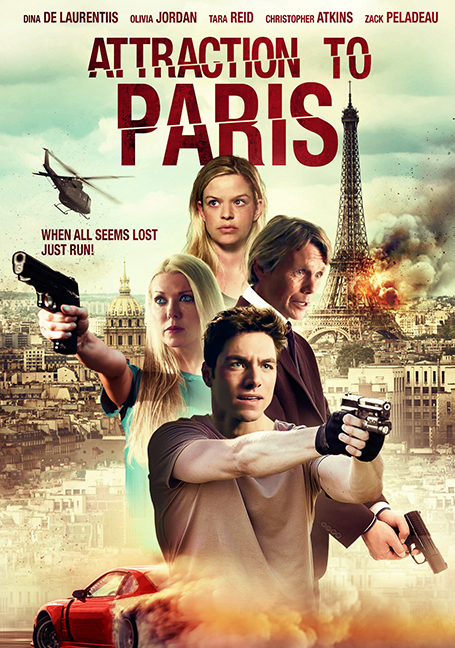 DINA DE LAURENTIIS OLIVIA JORDAN TARA REID CHRISTOPHER ATKINS ZACK PELADEAU
ATTRACTION TO
PARIS
WHEN ALL SEEMS LOST
JUST RUN!